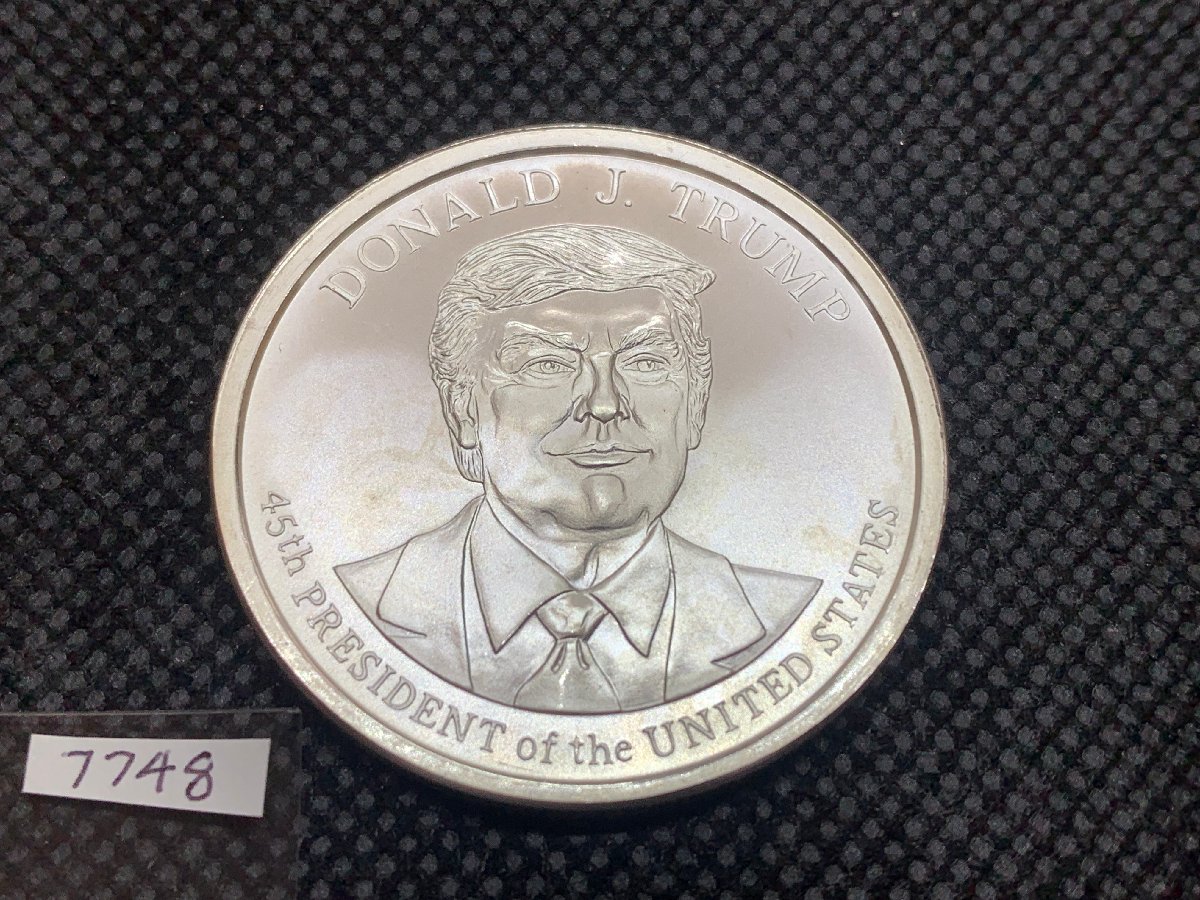 DONALD J. TRUMP
45th PRESIDENT of the UNITED STATES
7748